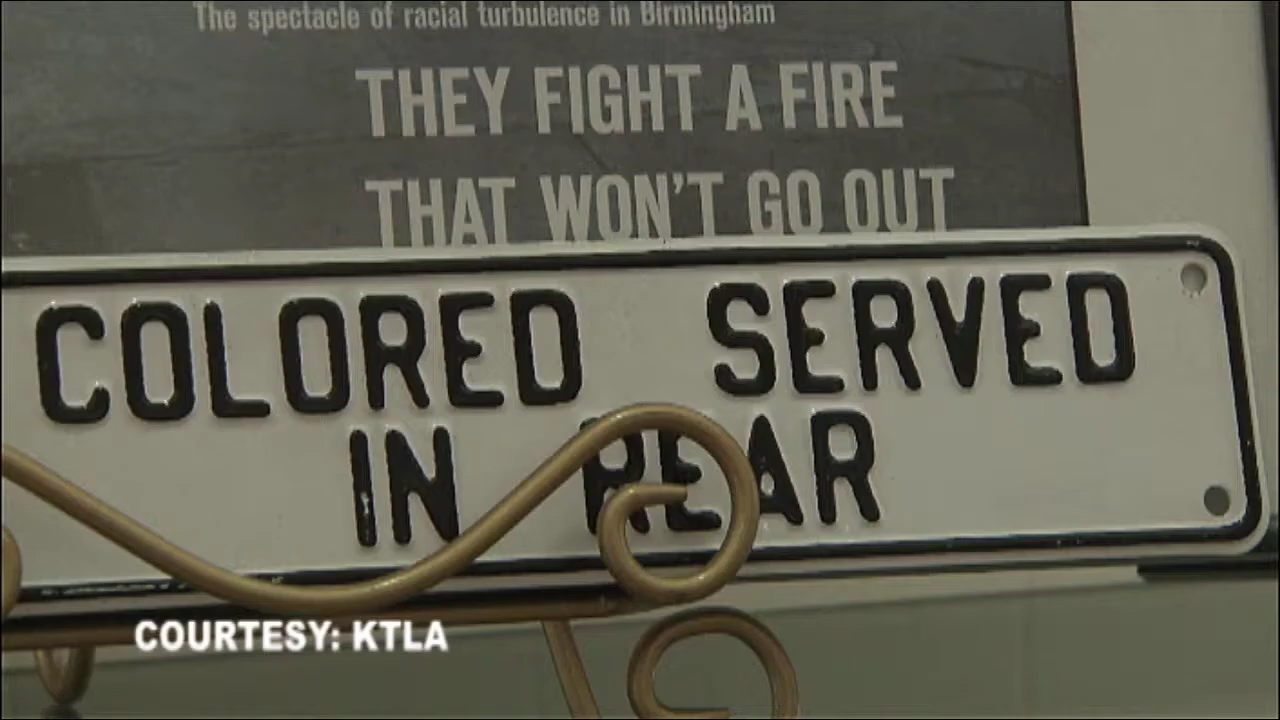 The spectacle of racial turbulence in Birmingham
THEY FIGHT A FIRE
THAT WON'T GO OUT
COLORED SERVED
IN REAR
COURTESY: KTLA